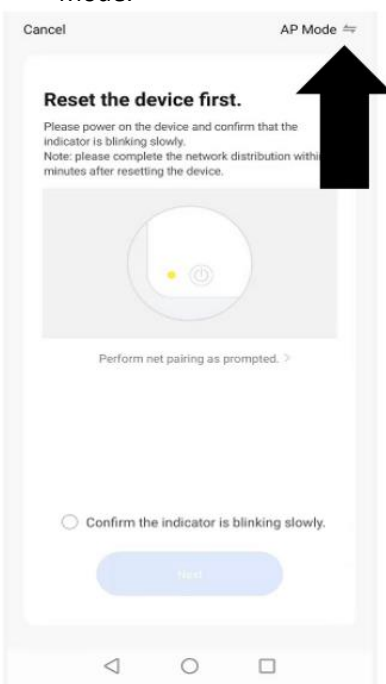 Cancel AP Mode
Reset the device first.
Please power on the device and confirm that the
indicator is blinking slowly.
Note: please complete the network distribution
minutes after resetting the device.
Perform net pairing as prompted. >
Confirm the indicator is blinking slowly.
Next